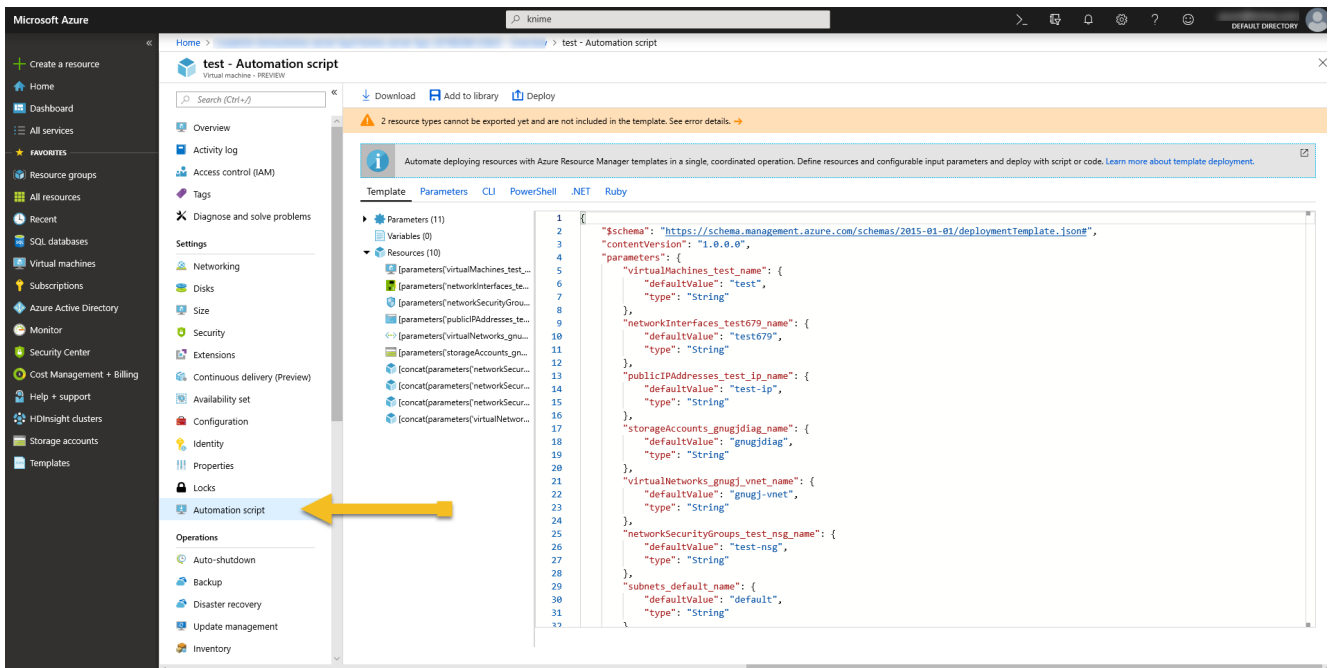 Microsoft Azure
knime
DEFAULT DIRECTORY
Home > > test - Automation script
Create a resource
Home
Dashboard
All services
FAVORITES
Resource groups
All resources
Recent
SQL databases
Virtual machines
Subscriptions
Azure Active Directory
Monitor
Security Center
Cost Management + Billing
Help + support
HDInsight clusters
Storage accounts
Templates
test - Automation script
Virtual machine - PREVIEW
Search (Ctrl+/)
Overview
Activity log
Access control (IAM)
Tags
Diagnose and solve problems
Settings
Networking
Disks
Size
Security
Extensions
Continuous delivery (Preview)
Availability set
Configuration
Identity
Properties
Locks
Automation script
Operations
Auto-shutdown
Backup
Disaster recovery
Update management
Inventory
Download Add to library Deploy
2 resource types cannot be exported yet and are not included in the template. See error details. →
Automate deploying resources with Azure Resource Manager templates in a single, coordinated operation. Define resources and configurable input parameters and deploy with script or code. Learn more about template deployment.
Template Parameters CLI PowerShell .NET Ruby
Parameters (11)
Variables (0)
Resources (10)
[parameters('virtualMachines_test_...
[parameters('networkInterfaces_te...
[parameters('networkSecurityGrou...
[parameters('publicIPAddresses_te...
[parameters('virtualNetworks_gnu...
[parameters('storageAccounts_gn...
[concat(parameters('networkSecur...
[concat(parameters('networkSecur...
[concat(parameters('networkSecur...
[concat(parameters('virtualNetwor...
1 {
2 "$schema": "https://schema.management.azure.com/schemas/2015-01-01/deploymentTemplate.json#",
3 "contentVersion": "1.0.0.0",
4 "parameters": {
5 "virtualMachines_test_name": {
6 "defaultValue": "test",
7 "type": "String"
8 },
9 "networkInterfaces_test679_name": {
10 "defaultValue": "test679",
11 "type": "String"
12 },
13 "publicIPAddresses_test_ip_name": {
14 "defaultValue": "test-ip",
15 "type": "String"
16 },
17 "storageAccounts_gnugjdiag_name": {
18 "defaultValue": "gnugjdiag",
19 "type": "String"
20 },
21 "virtualNetworks_gnugj_vnet_name": {
22 "defaultValue": "gnugj-vnet",
23 "type": "String"
24 },
25 "networkSecurityGroups_test_nsg_name": {
26 "defaultValue": "test-nsg",
27 "type": "String"
28 },
29 "subnets_default_name": {
30 "defaultValue": "default",
31 "type": "String"
32 }